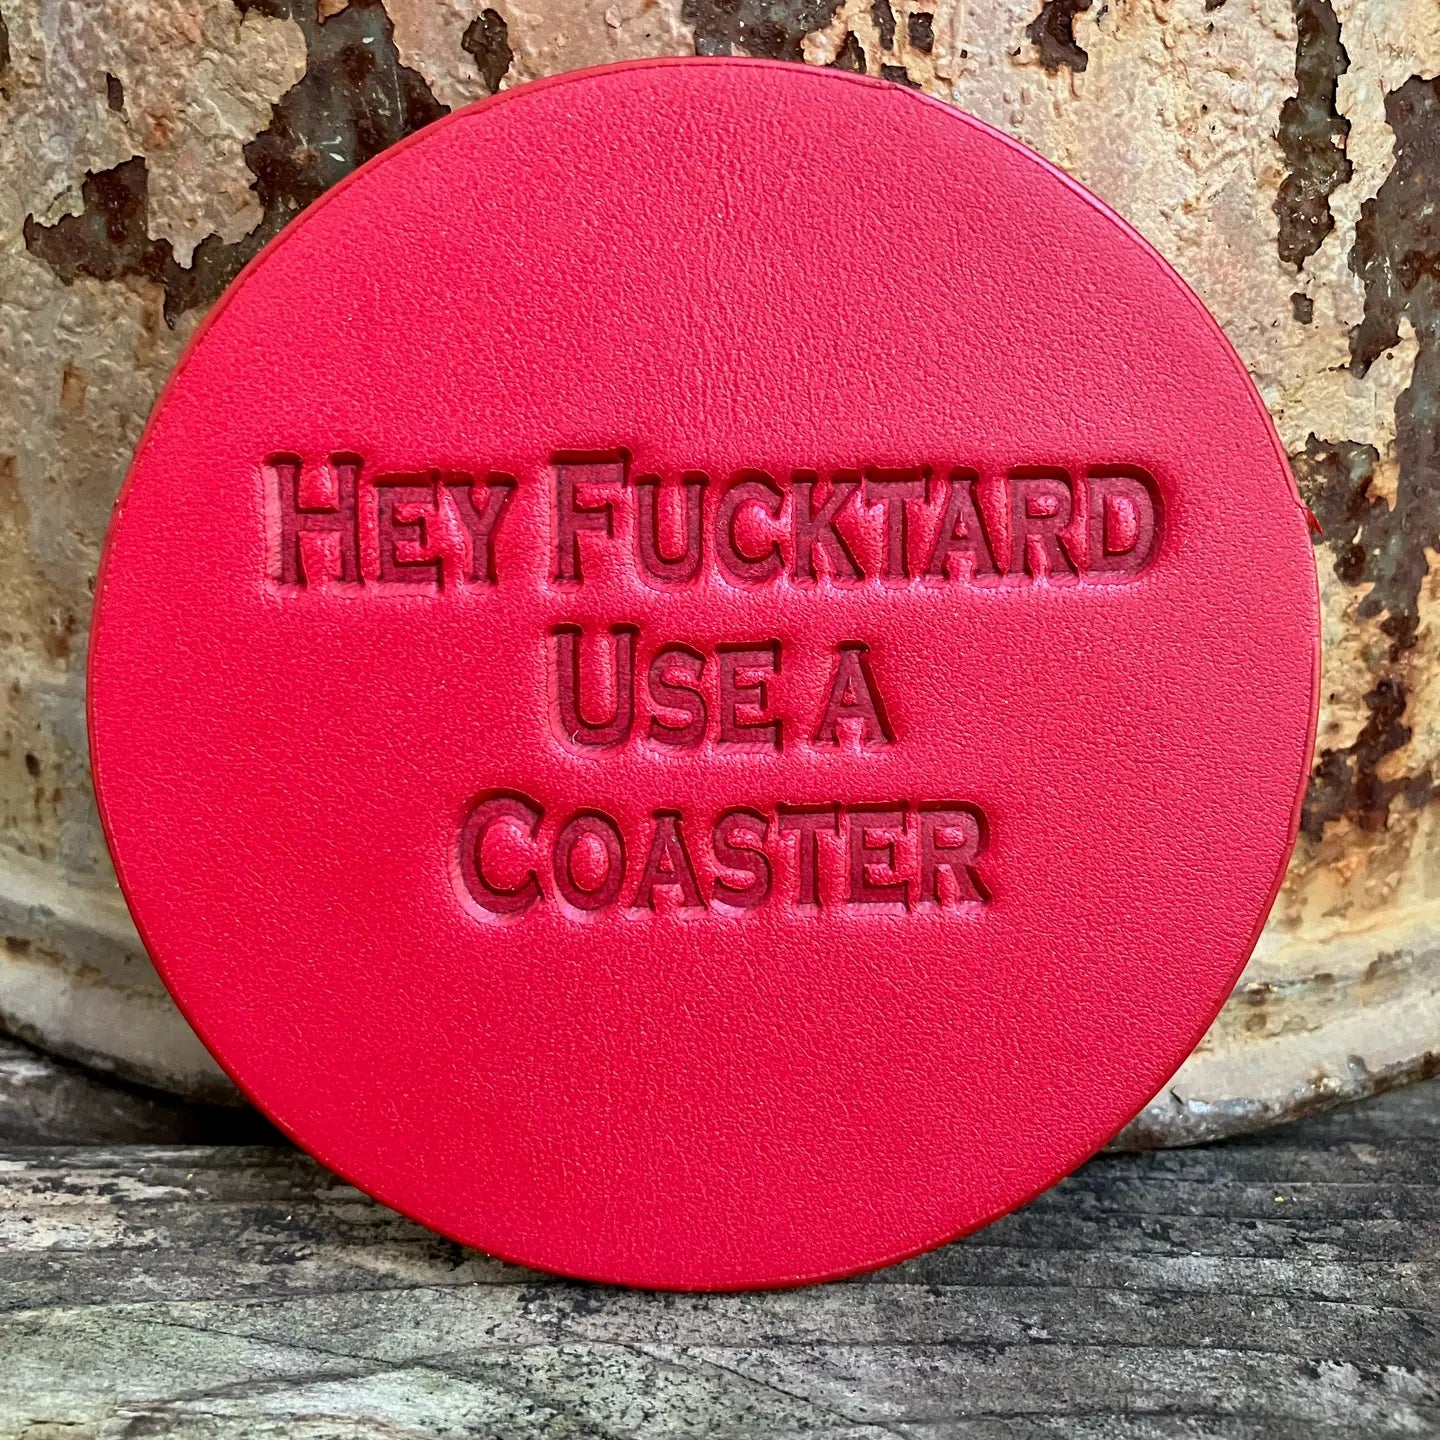 Hey Fucktard
Use a
Coaster